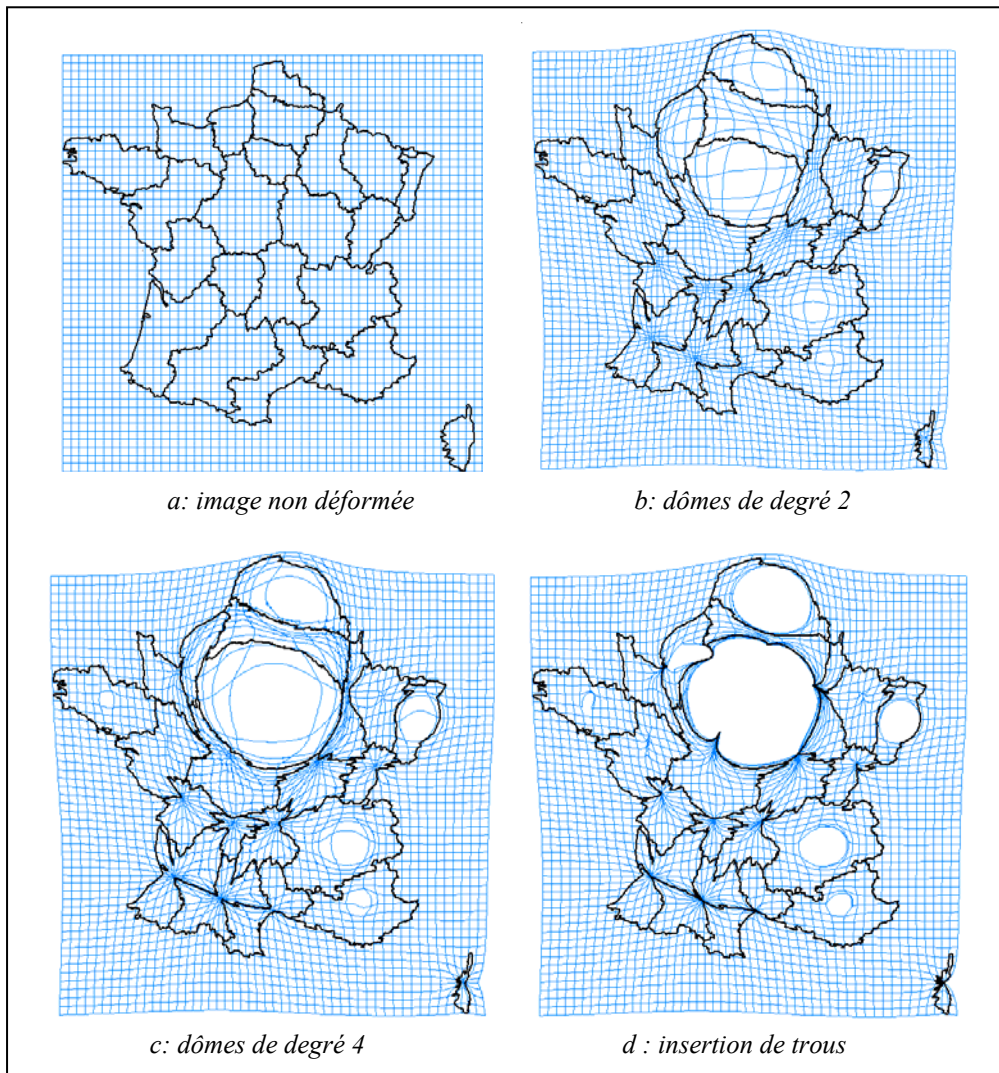 a: image non déformée
b: dômes de degré 2
c: dômes de degré 4
d : insertion de trous